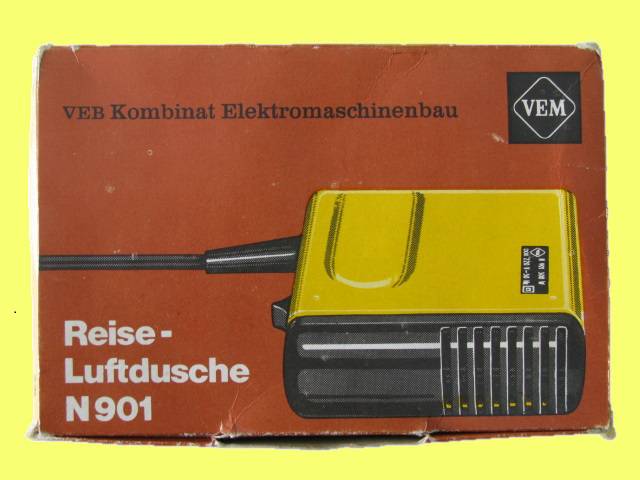 VEB Kombinat Elektromaschinenbau
VEM
Reise-
Luftdusche
N901